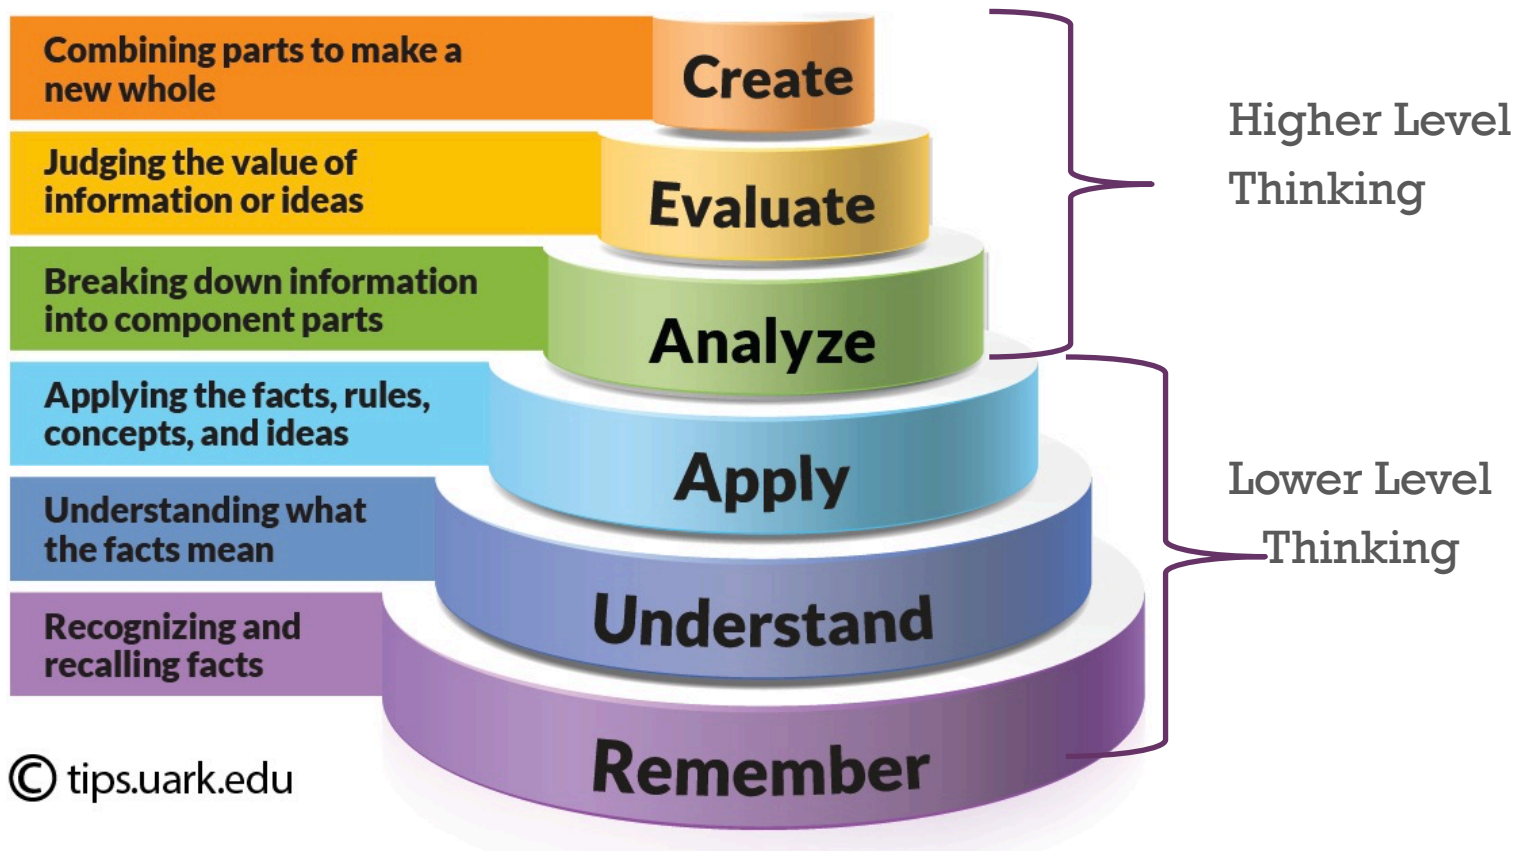 Combining parts to make a
new whole
Create
Judging the value of
information or ideas
Evaluate
Breaking down information
into component parts
Analyze
Applying the facts, rules,
concepts, and ideas
Apply
Understanding what
the facts mean
Understand
Recognizing and
recalling facts
Remember
Higher Level
Thinking
Lower Level
Thinking
© tips.uark.edu